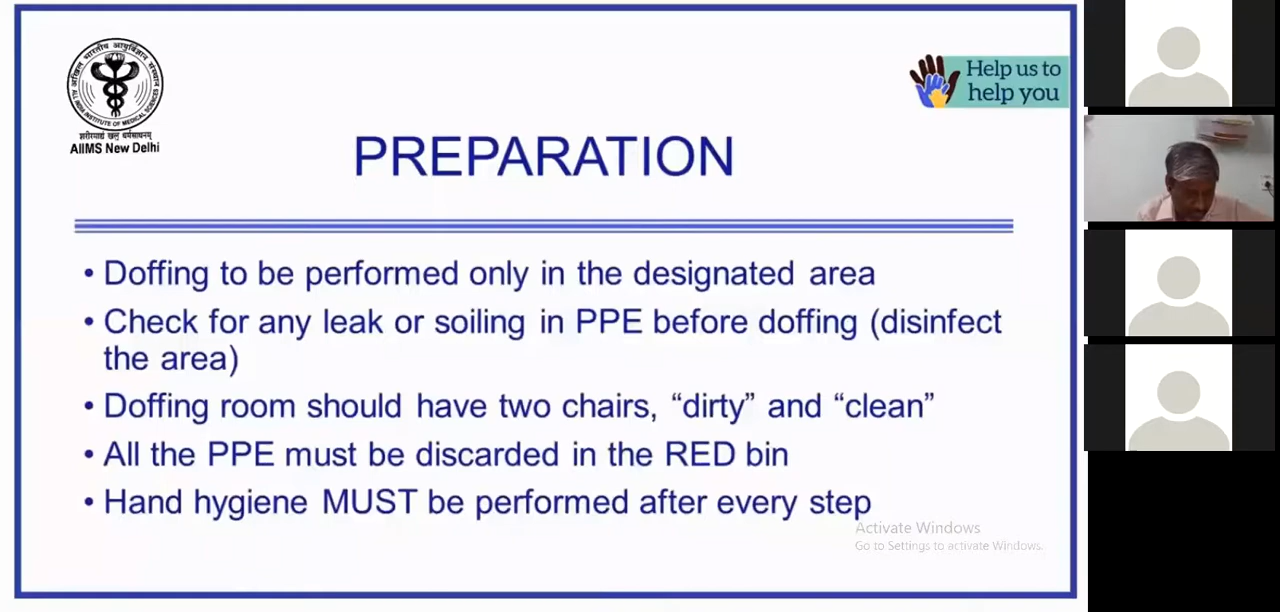 अखिल भारतीय आयुर्विज्ञान संस्थान
ALL INDIA INSTITUTE OF MEDICAL SCIENCES
शरीरमाद्यं खलु धर्मसाधनम्
AIIMS New Delhi
Help us to
help you
PREPARATION
• Doffing to be performed only in the designated area
• Check for any leak or soiling in PPE before doffing (disinfect
the area)
• Doffing room should have two chairs, “dirty” and “clean”
• All the PPE must be discarded in the RED bin
• Hand hygiene MUST be performed after every step
Activate Windows
Go to Settings to activate Windows.